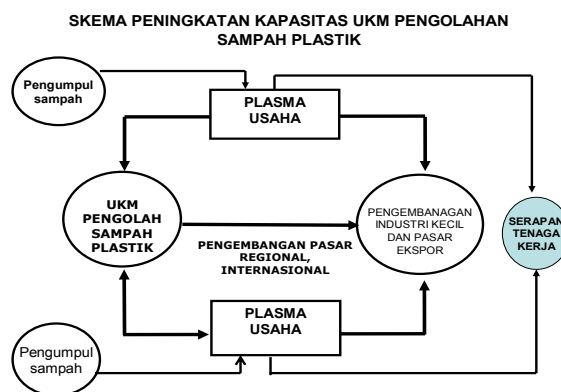 SKEMA PENINGKATAN KAPASITAS UKM PENGOLAHAN
SAMPAH PLASTIK
Pengumpul
sampah
PLASMA
USAHA
UKM
PENGOLAH
SAMPAH
PLASTIK
PENGEMBANAGAN
INDUSTRI KECIL
DAN PASAR
EKSPOR
SERAPAN
TENAGA
KERJA
PENGEMBANGAN PASAR
REGIONAL,
INTERNASIONAL
PLASMA
USAHA
Pengumpul
sampah